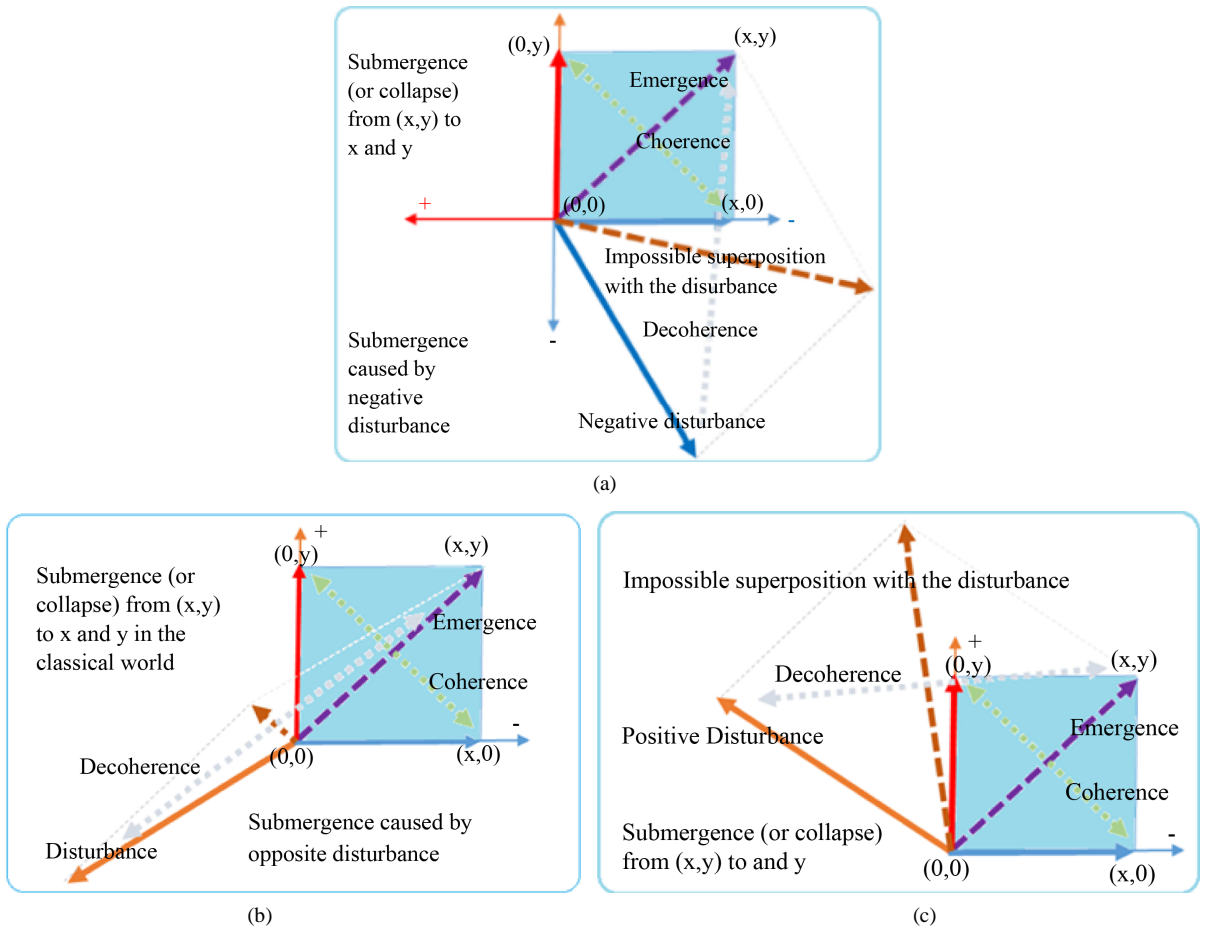 (0,y)
(x,y)
Submergence
(or collapse)
from (x,y) to
x and y
Emergence
Choerence
+
(0,0)
(x,0)
-
Impossible superposition
with the disurbance
Decoherence
-
Submergence
caused by
negative
disturbance
Negative disturbance
(a)
+
(0,y)
(x,y)
Submergence (or
collapse) from (x,y)
to x and y in the
classical world
Emergence
Coherence
-
(0,0)
(x,0)
Decoherence
Submergence caused by
opposite disturbance
Disturbance
(b)
Impossible superposition with the disturbance
+
(0,y)
(x,y)
Decoherence
Positive Disturbance
Emergence
Coherence
Submergence (or collapse)
from (x,y) to and y
-
(0,0)
(x,0)
(c)